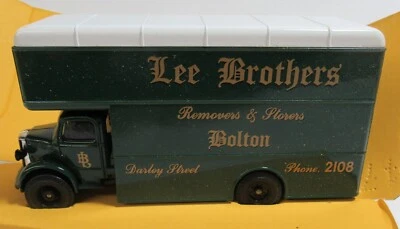 Lee Brothers
Removers & Storers
Bolton
Darley Street Phone. 2108